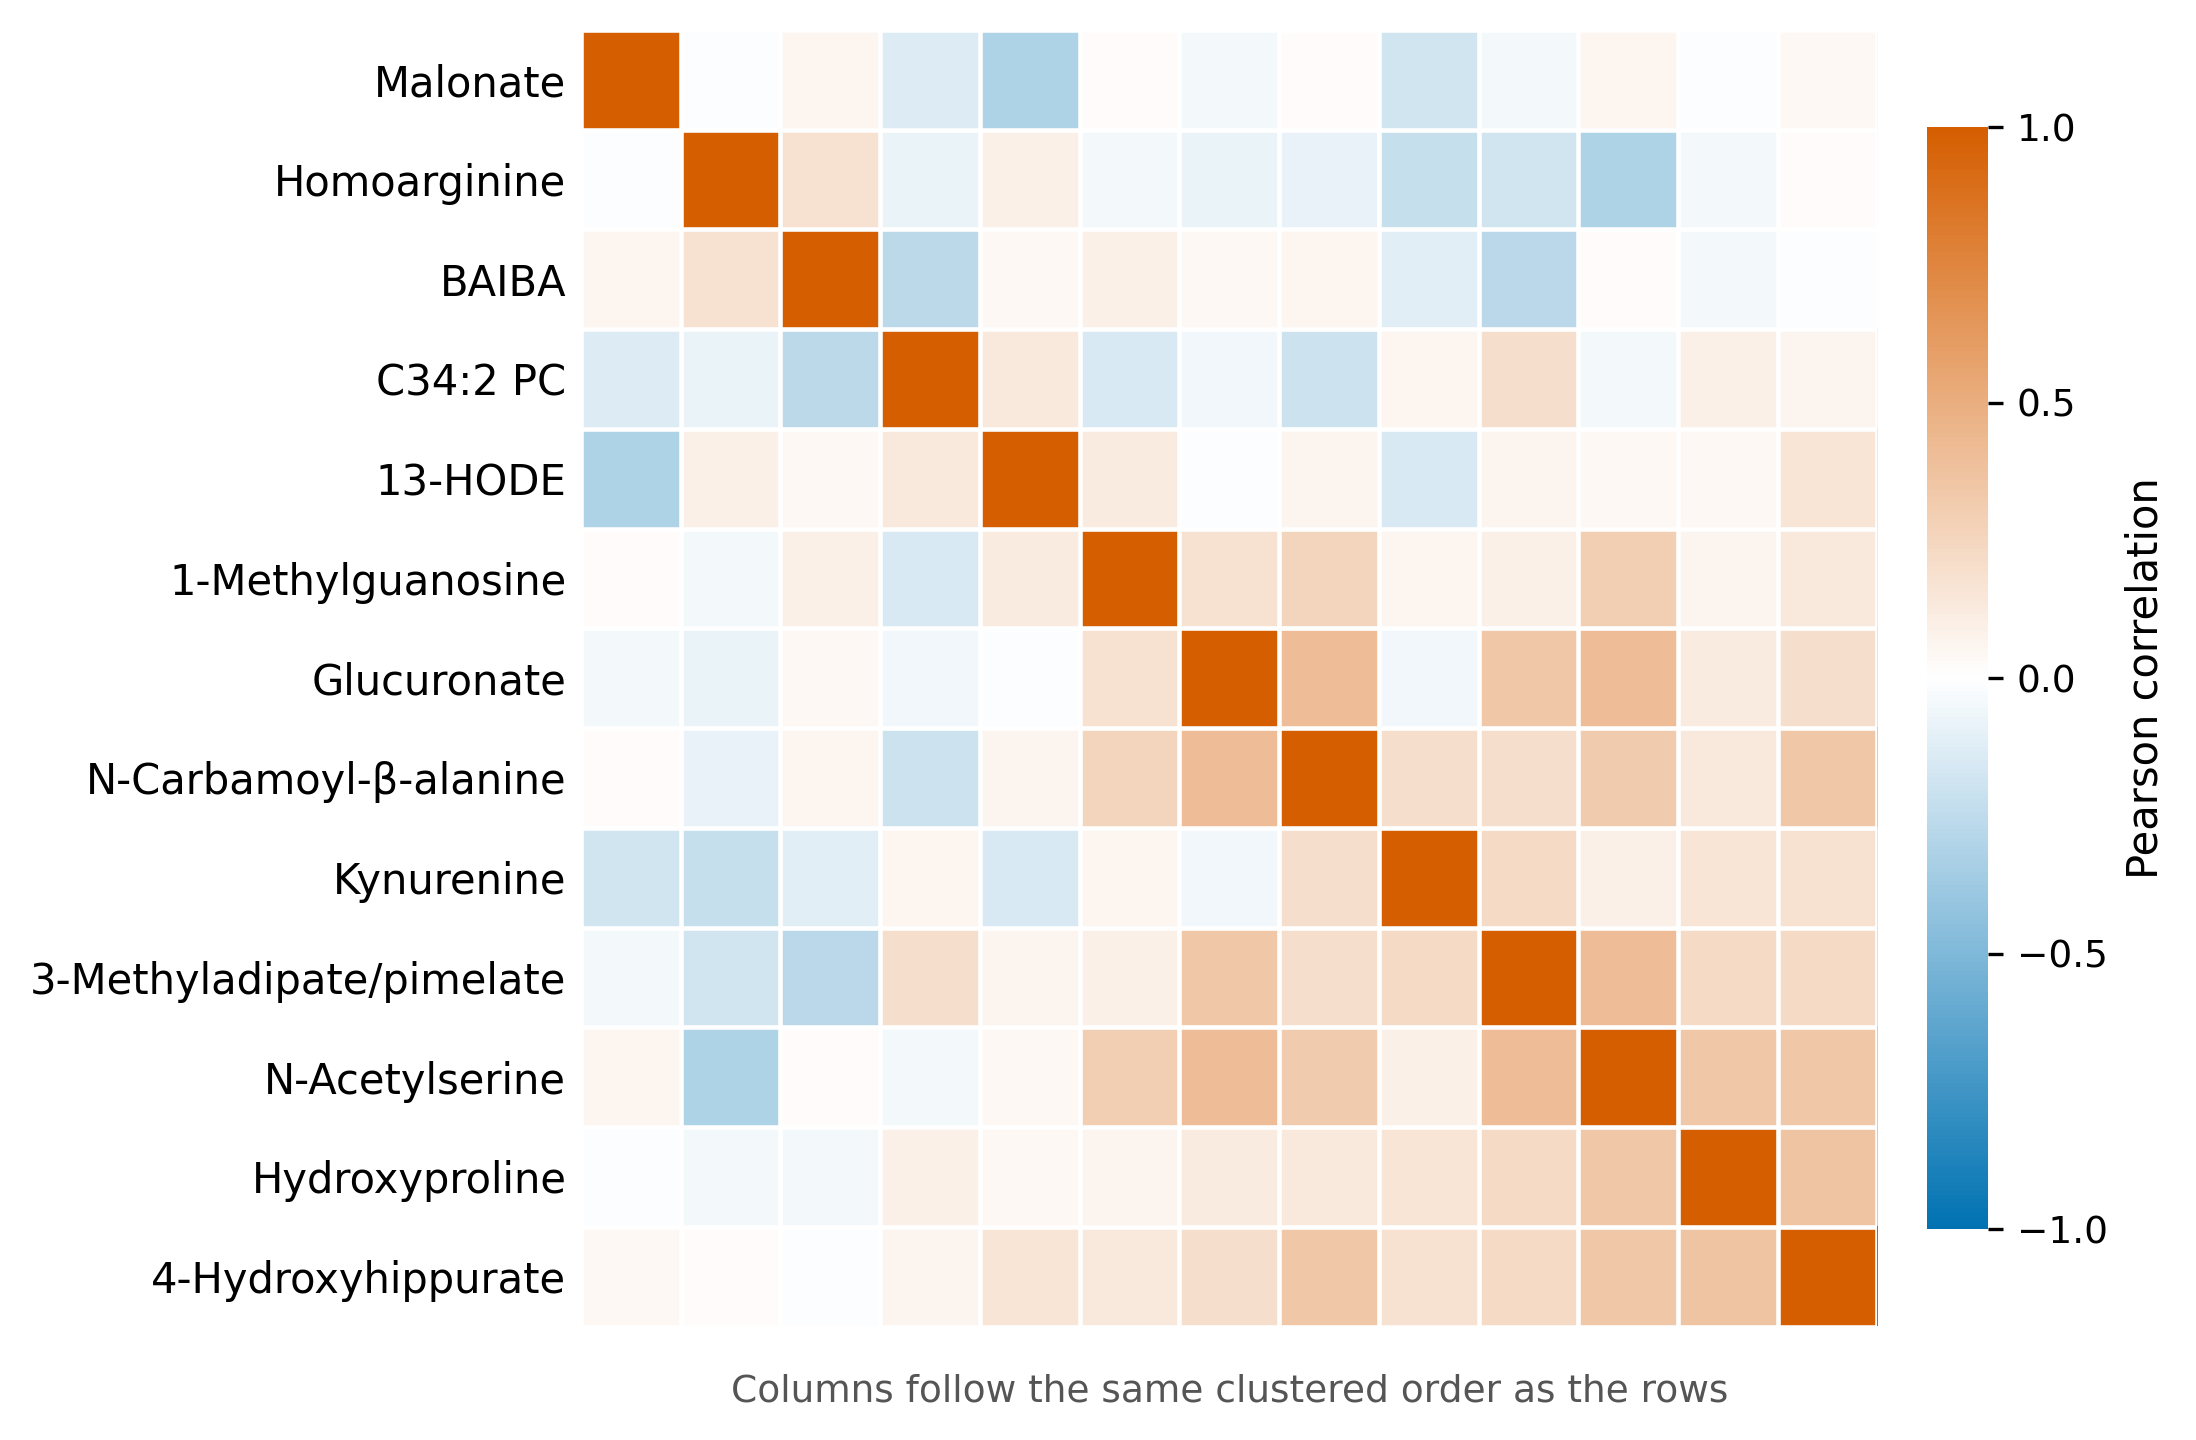 Malonate
Homoarginine
BAIBA
C34:2 PC
13-HODE
1-Methylguanosine
Glucuronate
N-Carbamoyl-β-alanine
Kynurenine
3-Methyladipate/pimelate
N-Acetylserine
Hydroxyproline
4-Hydroxyhippurate
Columns follow the same clustered order as the rows
1.0
0.5
0.0
−0.5
−1.0
Pearson correlation